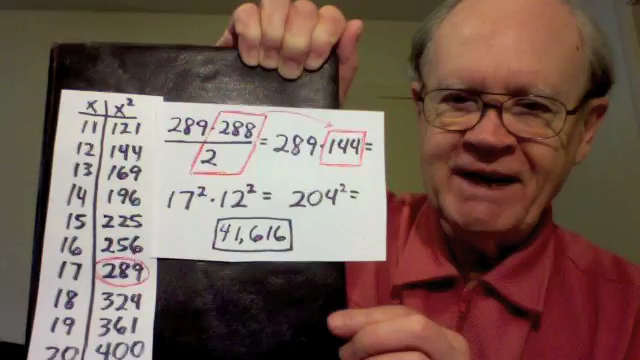 x | x²
11 | 121
12 | 144
13 | 169
14 | 196
15 | 225
16 | 256
17 | 289
18 | 324
19 | 361
20 | 400
289·288
2
= 289·144=
17²·12²= 204²=
41,616